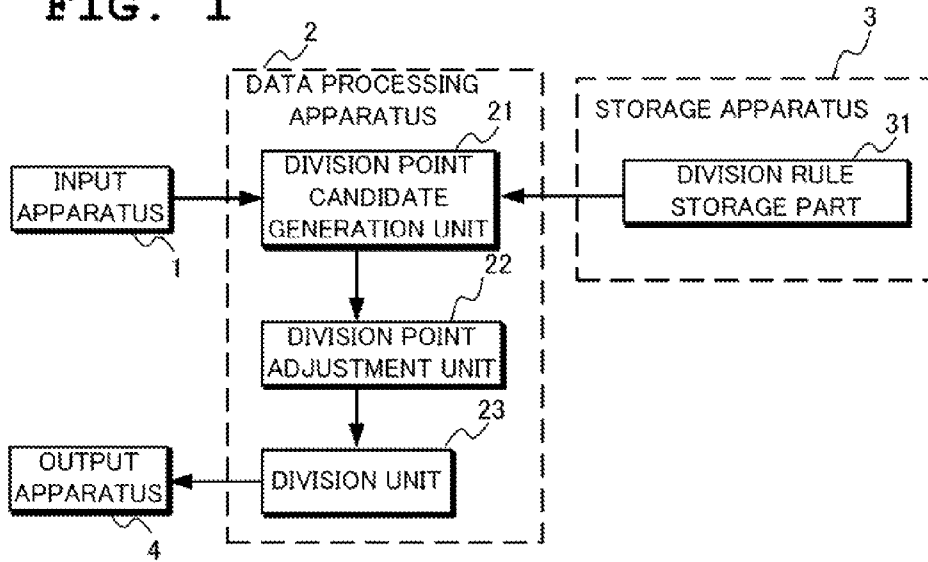 FIG. 1
2
3
DATA PROCESSING
APPARATUS
21
STORAGE APPARATUS
31
INPUT
APPARATUS
1
DIVISION POINT
CANDIDATE
GENERATION UNIT
DIVISION RULE
STORAGE PART
22
DIVISION POINT
ADJUSTMENT UNIT
23
OUTPUT
APPARATUS
4
DIVISION UNIT